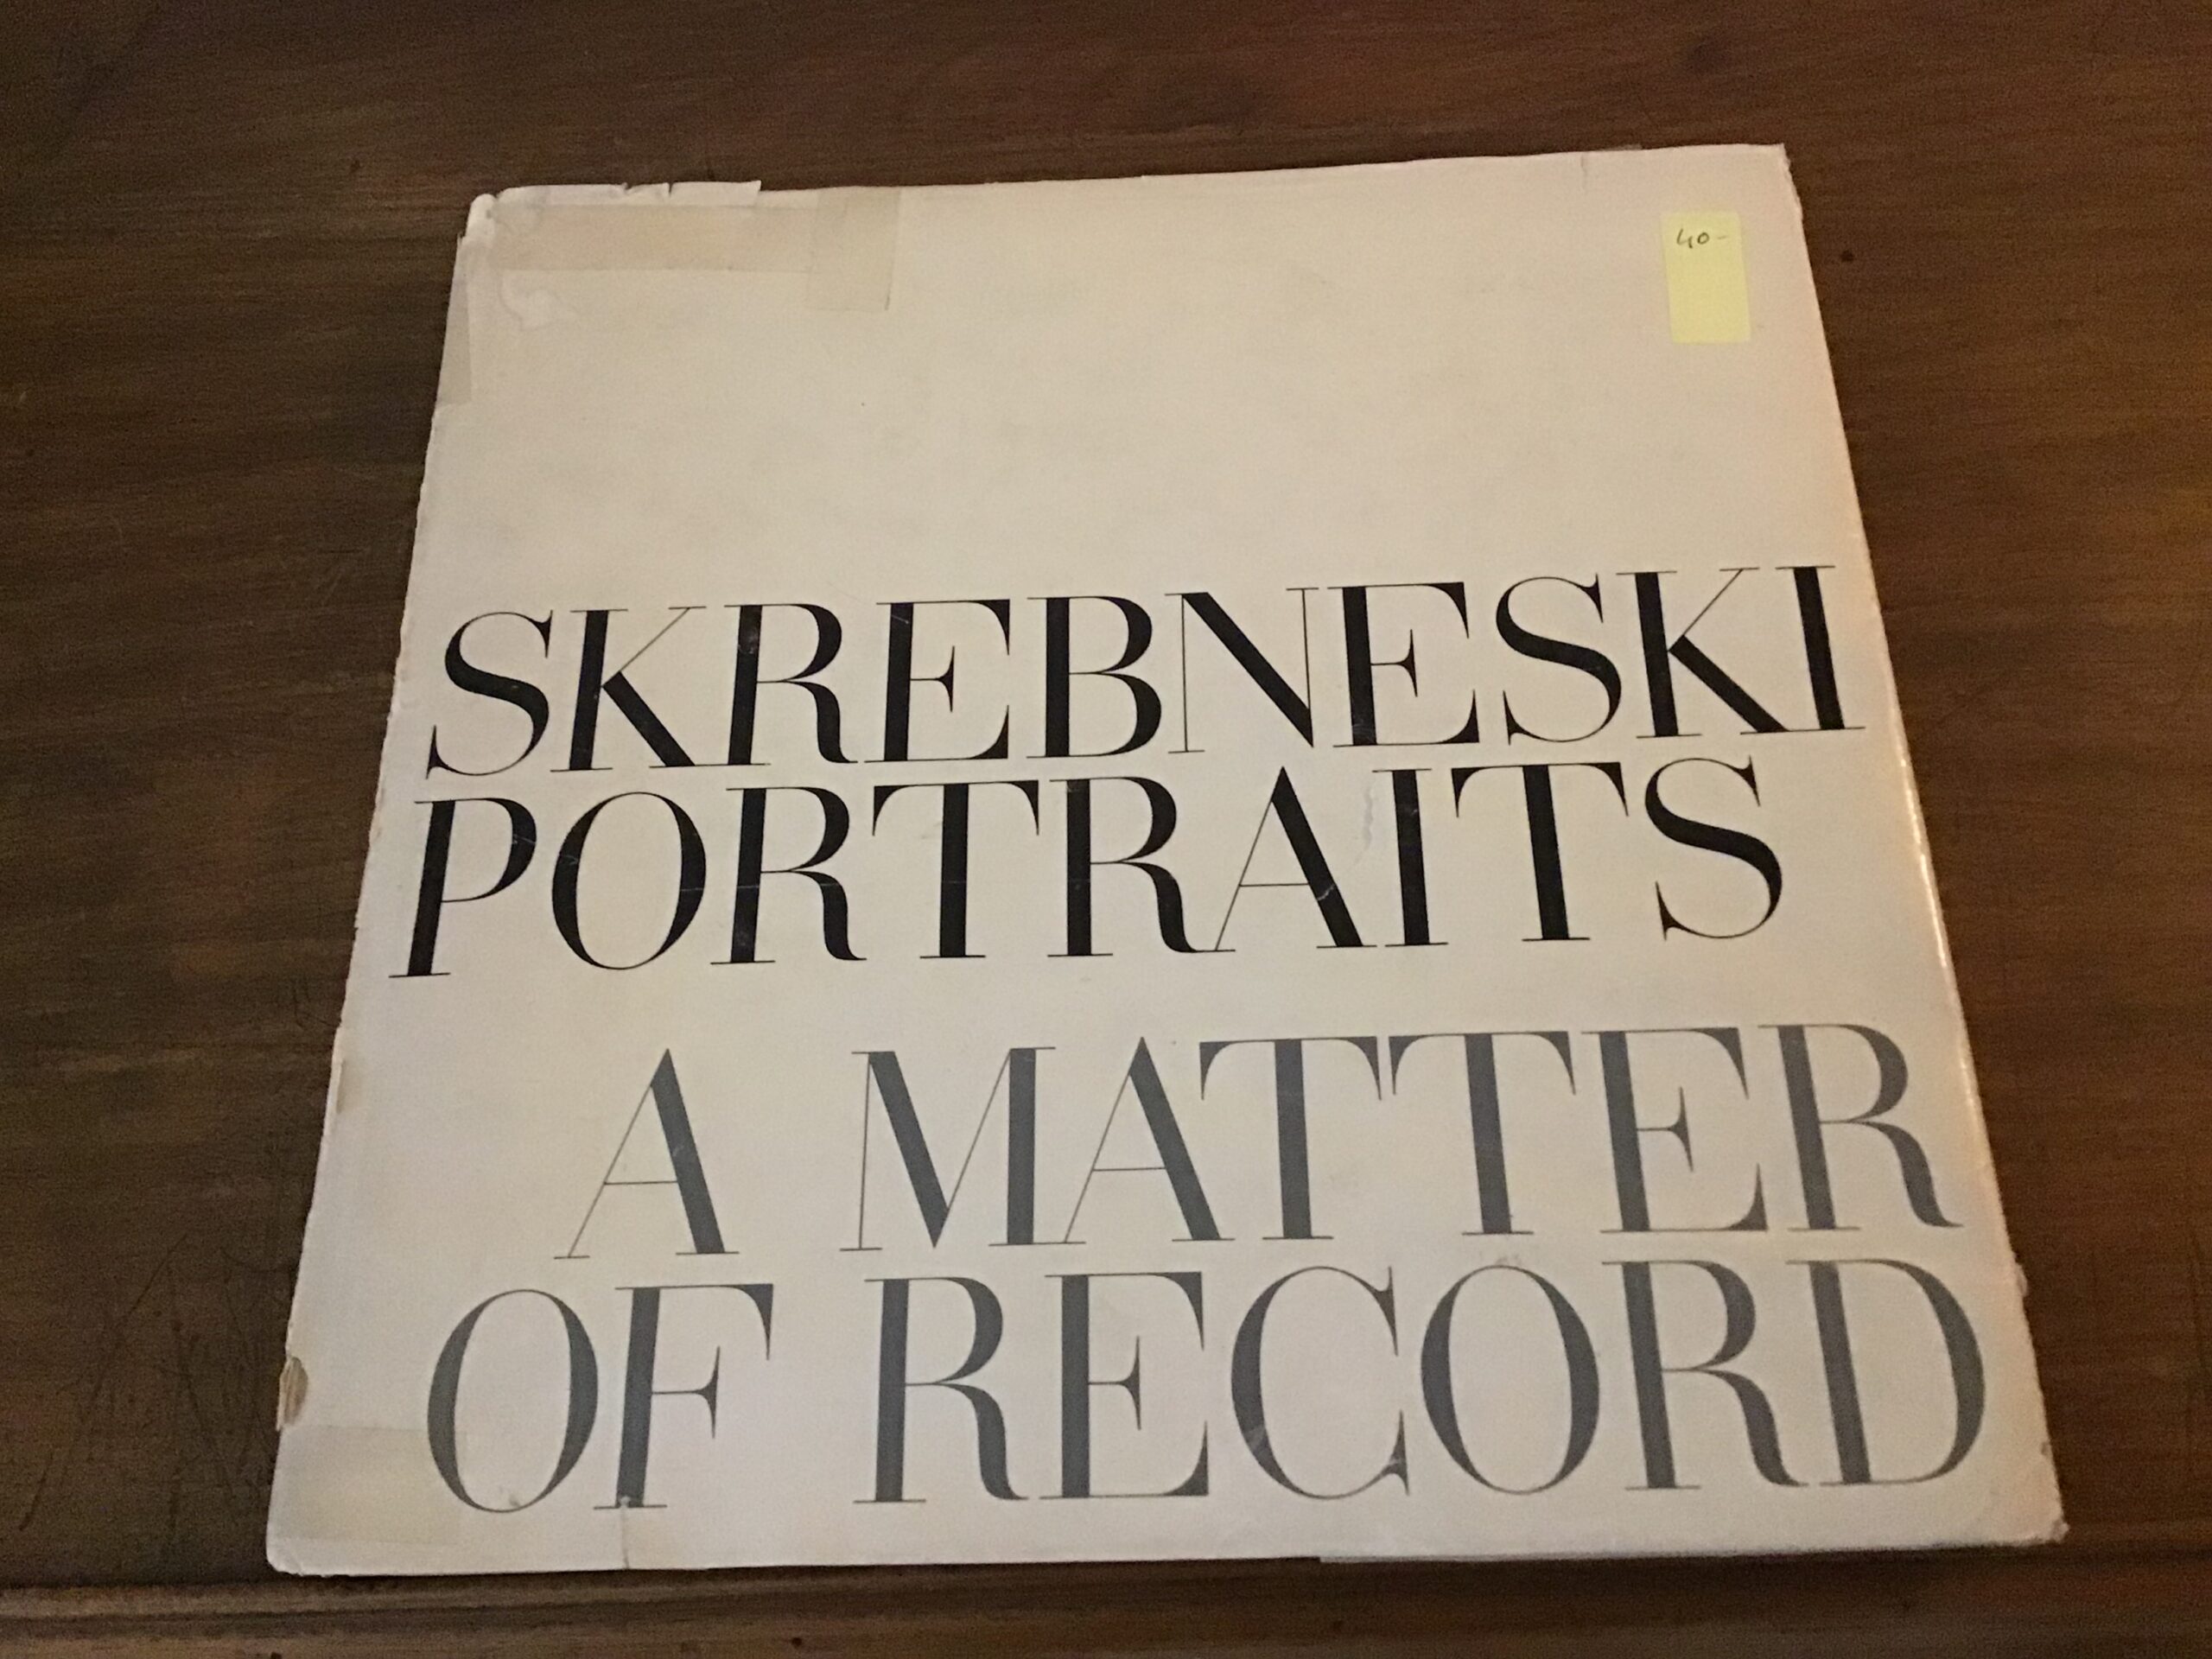 40-
SKREBNESKI
PORTRAITS
A MATTER
OF RECORD